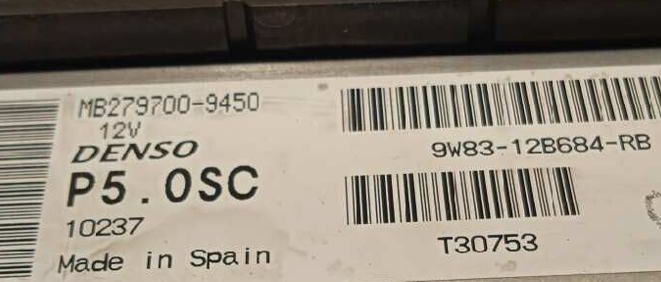 MB279700-9450
12V
DENSO
P5.0SC
10237
Made in Spain
9W83-12B684-RB
T30753